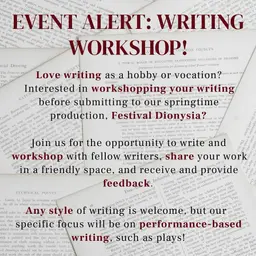 EVENT ALERT: WRITING
WORKSHOP!
Love writing as a hobby or vocation?
Interested in workshopping your writing
before submitting to our springtime
production, Festival Dionysia?
Join us for the opportunity to write and
workshop with fellow writers, share your work
in a friendly space, and receive and provide
feedback.
Any style of writing is welcome, but our
specific focus will be on performance-based
writing, such as plays!